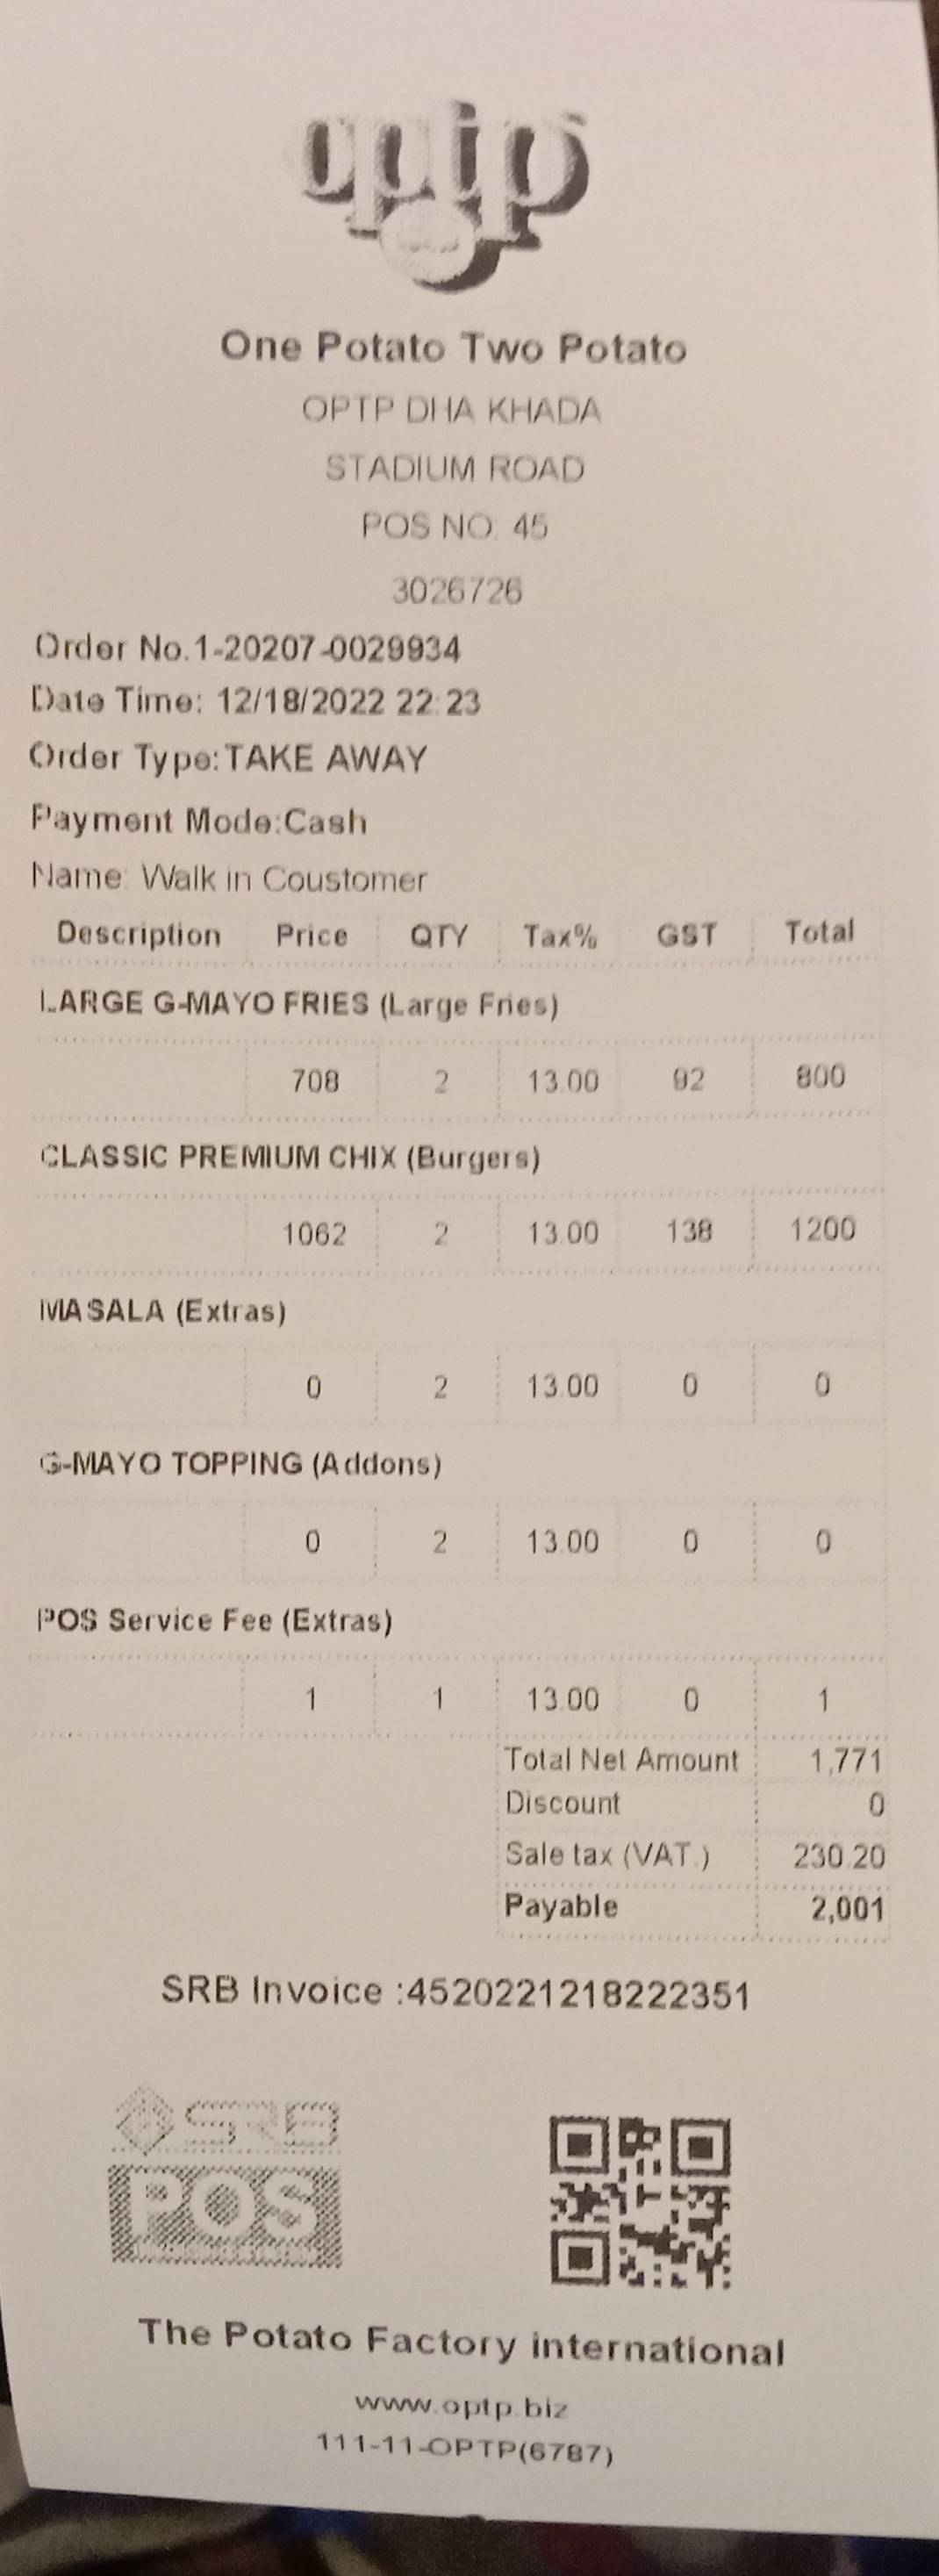 optp
One Potato Two Potato
OPTP DHA KHADA
STADIUM ROAD
POS NO: 45
3026726
Order No.1-20207-0029934
Date Time: 12/18/2022 22:23
Order Type:TAKE AWAY
Payment Mode:Cash
Name: Walk in Coustomer
Description Price QTY Tax% GST Total
LARGE G-MAYO FRIES (Large Fries)
708 2 13.00 92 800
CLASSIC PREMIUM CHIX (Burgers)
1062 2 13.00 138 1200
MASALA (Extras)
0 2 13.00 0 0
G-MAYO TOPPING (Addons)
0 2 13.00 0 0
POS Service Fee (Extras)
1 1 13.00 0 1
Total Net Amount 1,771
Discount 0
Sale tax (VAT.) 230.20
Payable 2,001
SRB Invoice :4520221218222351
SRB
POS
The Potato Factory international
www.optp.biz
111-11-OPTP(6787)